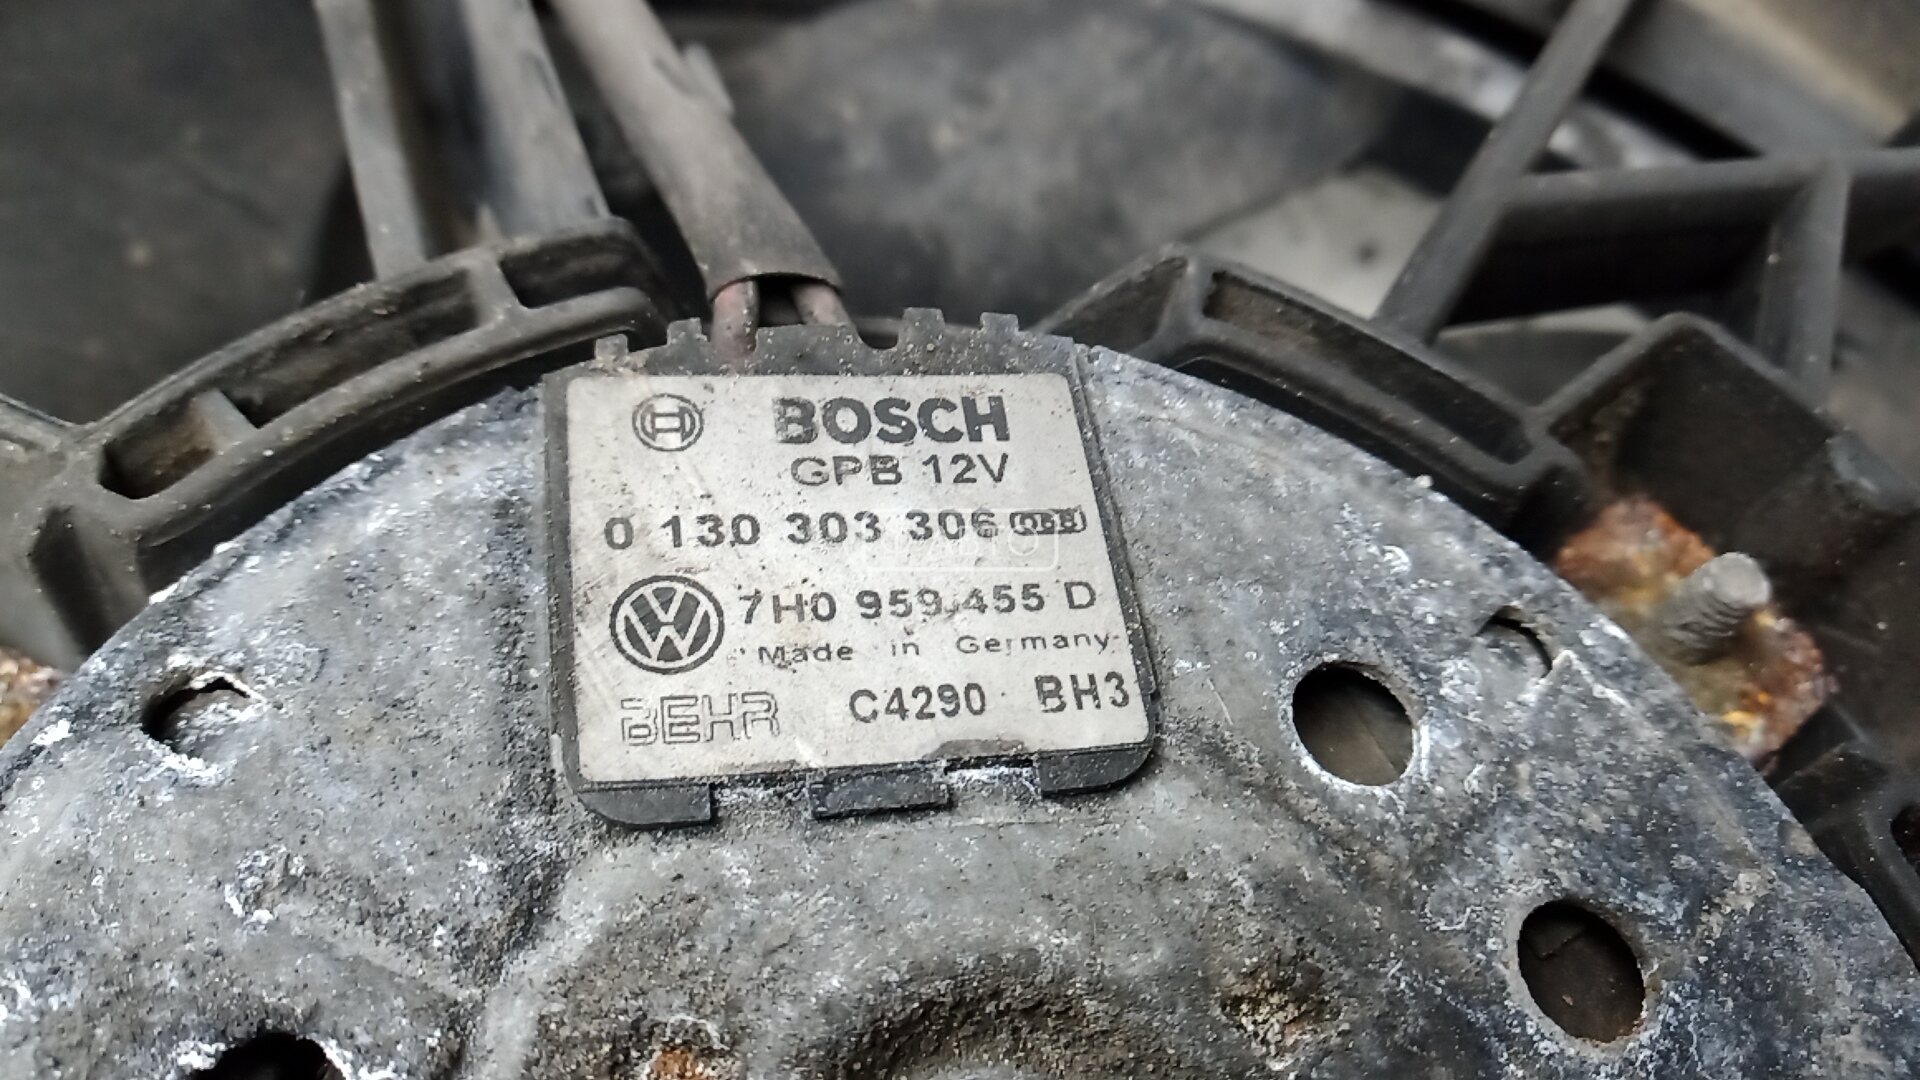 BOSCH
GPB 12V
0 130 303 306
7H0 959 455 D
Made in Germany
BEHR C4290 BH3